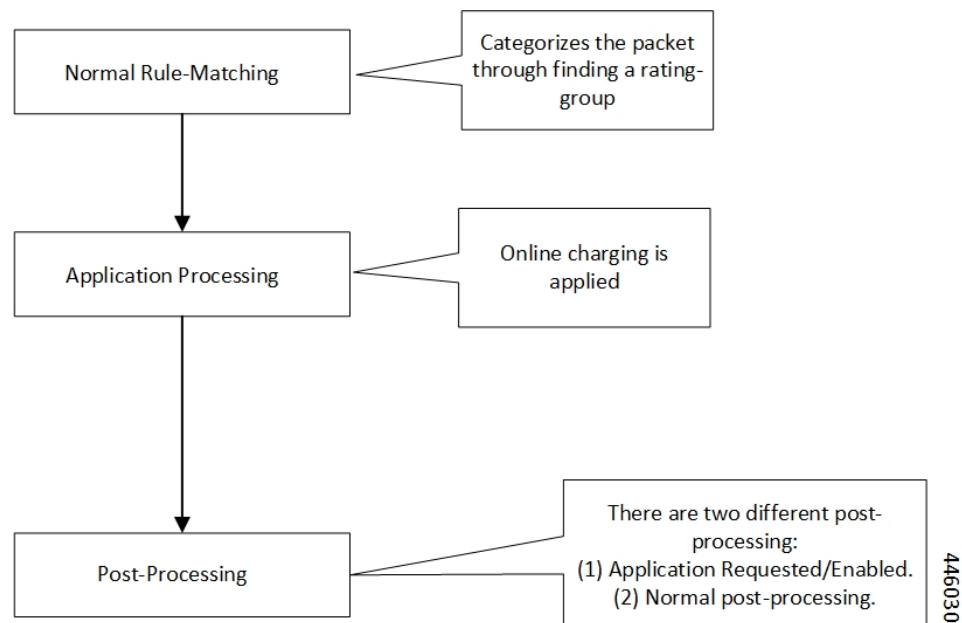 Normal Rule-Matching
Categorizes the packet
through finding a rating-
group
Application Processing
Online charging is
applied
Post-Processing
There are two different post-
processing:
(1) Application Requested/Enabled.
(2) Normal post-processing.
446030